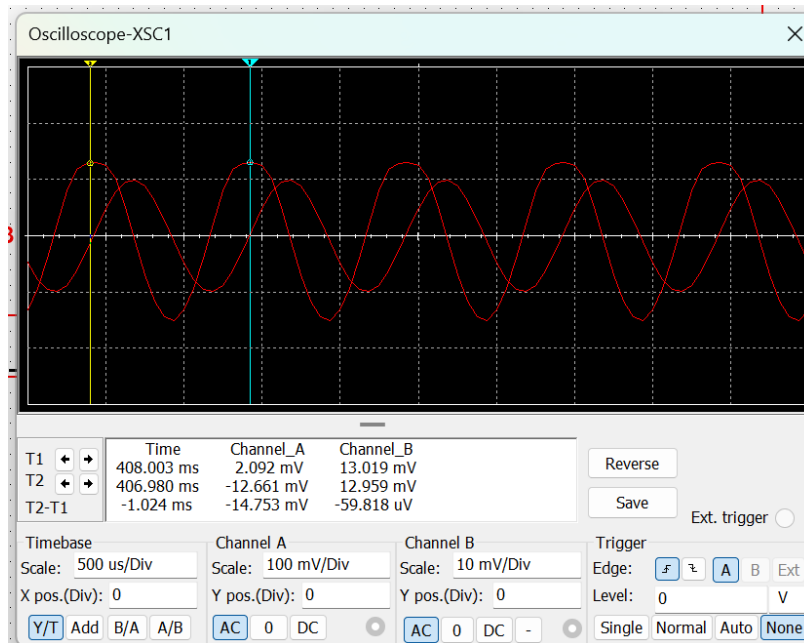 Oscilloscope-XSC1
T1
T2
T2-T1
Time Channel_A Channel_B
408.003 ms 2.092 mV 13.019 mV
406.980 ms -12.661 mV 12.959 mV
-1.024 ms -14.753 mV -59.818 uV
Reverse
Save
Ext. trigger
Timebase
Scale: 500 us/Div
X pos.(Div): 0
Y/T Add B/A A/B
Channel A
Scale: 100 mV/Div
Y pos.(Div): 0
AC 0 DC
Channel B
Scale: 10 mV/Div
Y pos.(Div): 0
AC 0 DC -
Trigger
Edge: A B Ext
Level: 0 V
Single Normal Auto None